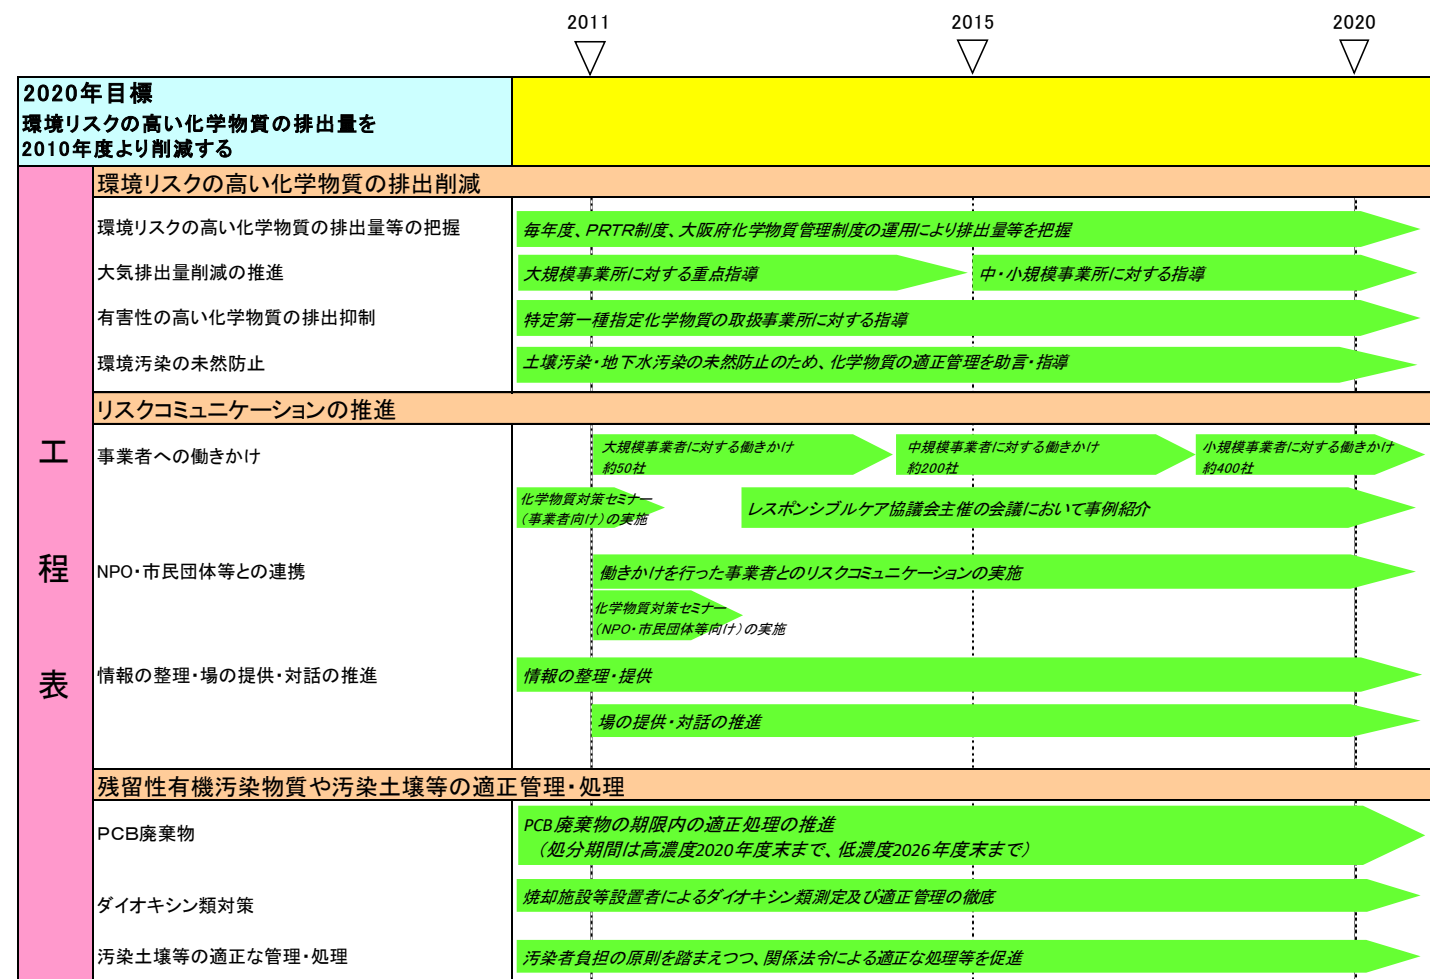 2011
2015
2020
2020年目標
環境リスクの高い化学物質の排出量を
2010年度より削減する
工
程
表
環境リスクの高い化学物質の排出削減
環境リスクの高い化学物質の排出量等の把握
毎年度、PRTR制度、大阪府化学物質管理制度の運用により排出量等を把握
大気排出量削減の推進
大規模事業所に対する重点指導
中・小規模事業所に対する指導
有害性の高い化学物質の排出抑制
特定第一種指定化学物質の取扱事業所に対する指導
環境汚染の未然防止
土壌汚染・地下水汚染の未然防止のため、化学物質の適正管理を助言・指導
リスクコミュニケーションの推進
事業者への働きかけ
大規模事業者に対する働きかけ
約50社
中規模事業者に対する働きかけ
約200社
小規模事業者に対する働きかけ
約400社
化学物質対策セミナー
（事業者向け）の実施
レスポンシブルケア協議会主催の会議において事例紹介
NPO・市民団体等との連携
働きかけを行った事業者とのリスクコミュニケーションの実施
化学物質対策セミナー
（NPO・市民団体等向け）の実施
情報の整理・場の提供・対話の推進
情報の整理・提供
場の提供・対話の推進
残留性有機汚染物質や汚染土壌等の適正管理・処理
PCB廃棄物
PCB廃棄物の期限内の適正処理の推進
（処分期間は高濃度2020年度末まで、低濃度2026年度末まで）
ダイオキシン類対策
焼却施設等設置者によるダイオキシン類測定及び適正管理の徹底
汚染土壌等の適正な管理・処理
汚染者負担の原則を踏まえつつ、関係法令による適正な処理等を促進